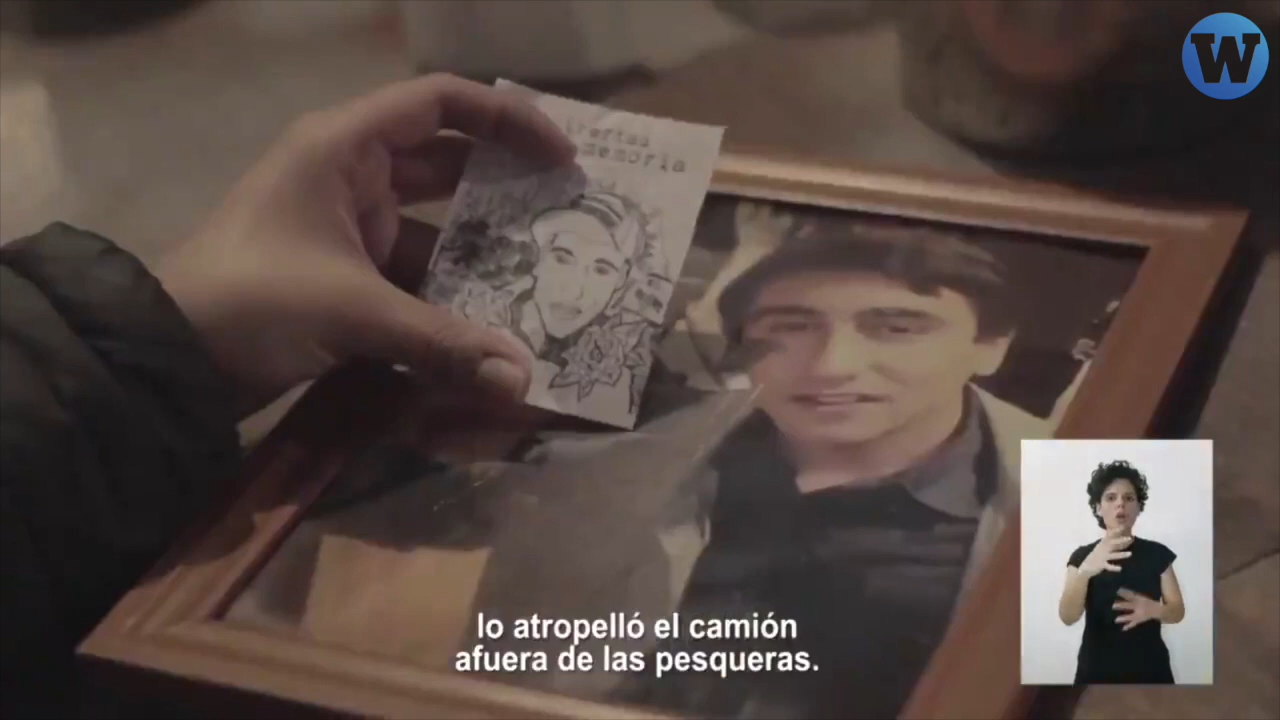 W
memoria
lo atropelló el camión
afuera de las pesqueras.